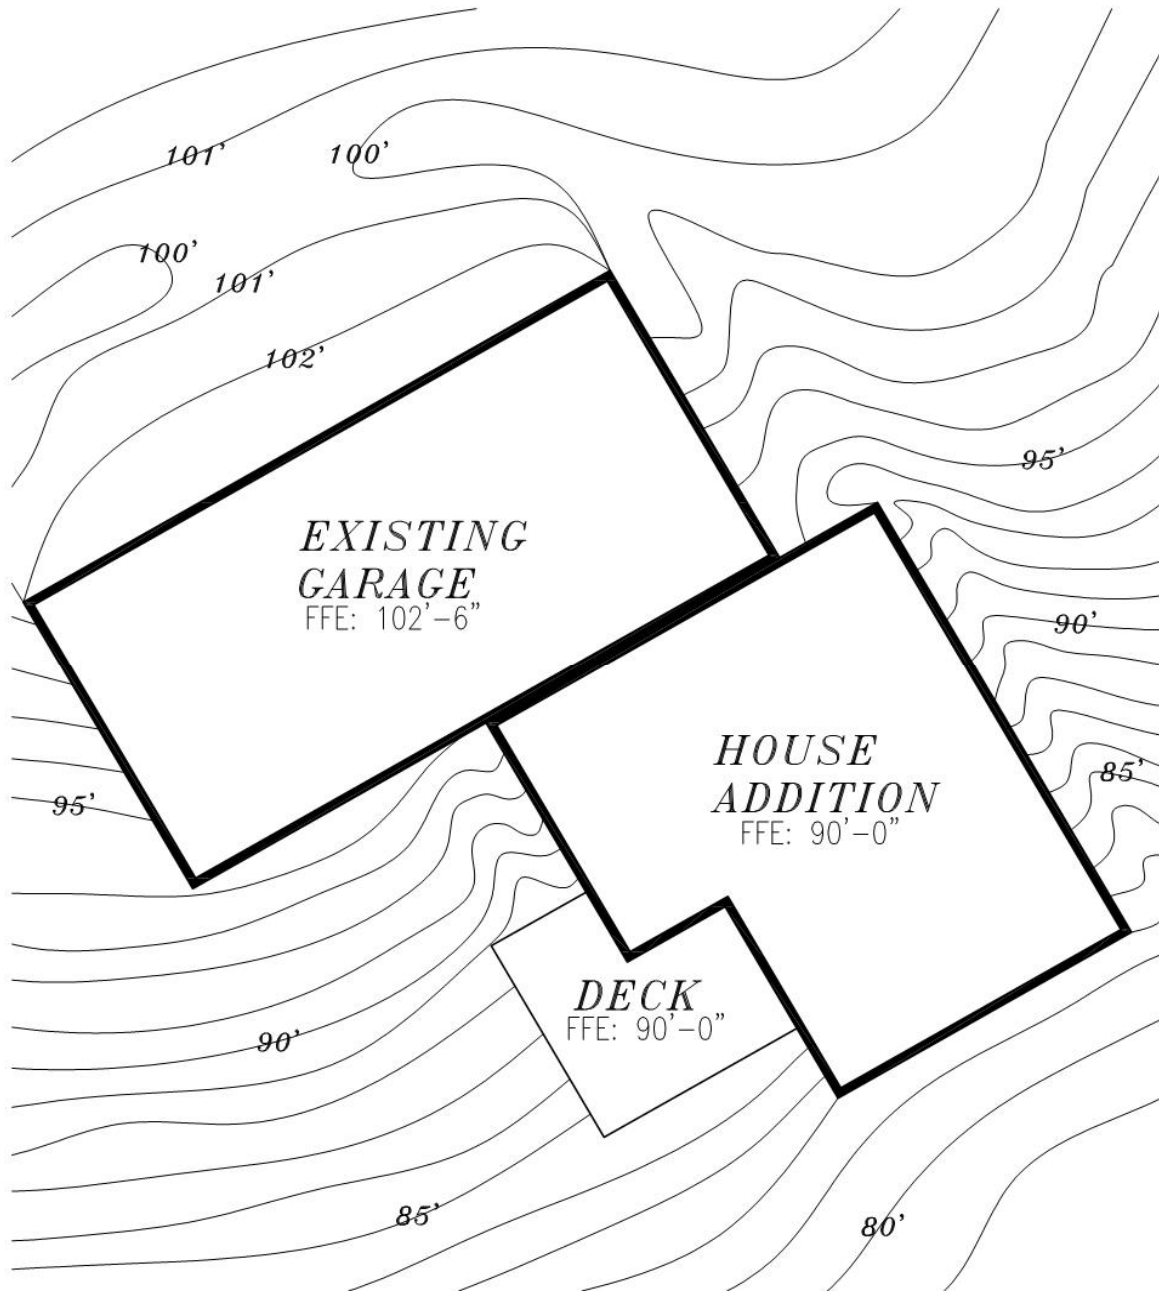 101'
100'
100'
101'
102'
95'
EXISTING
GARAGE
FFE: 102'-6"
90'
HOUSE
ADDITION
FFE: 90'-0"
85'
95'
DECK
FFE: 90'-0"
90'
85'
80'